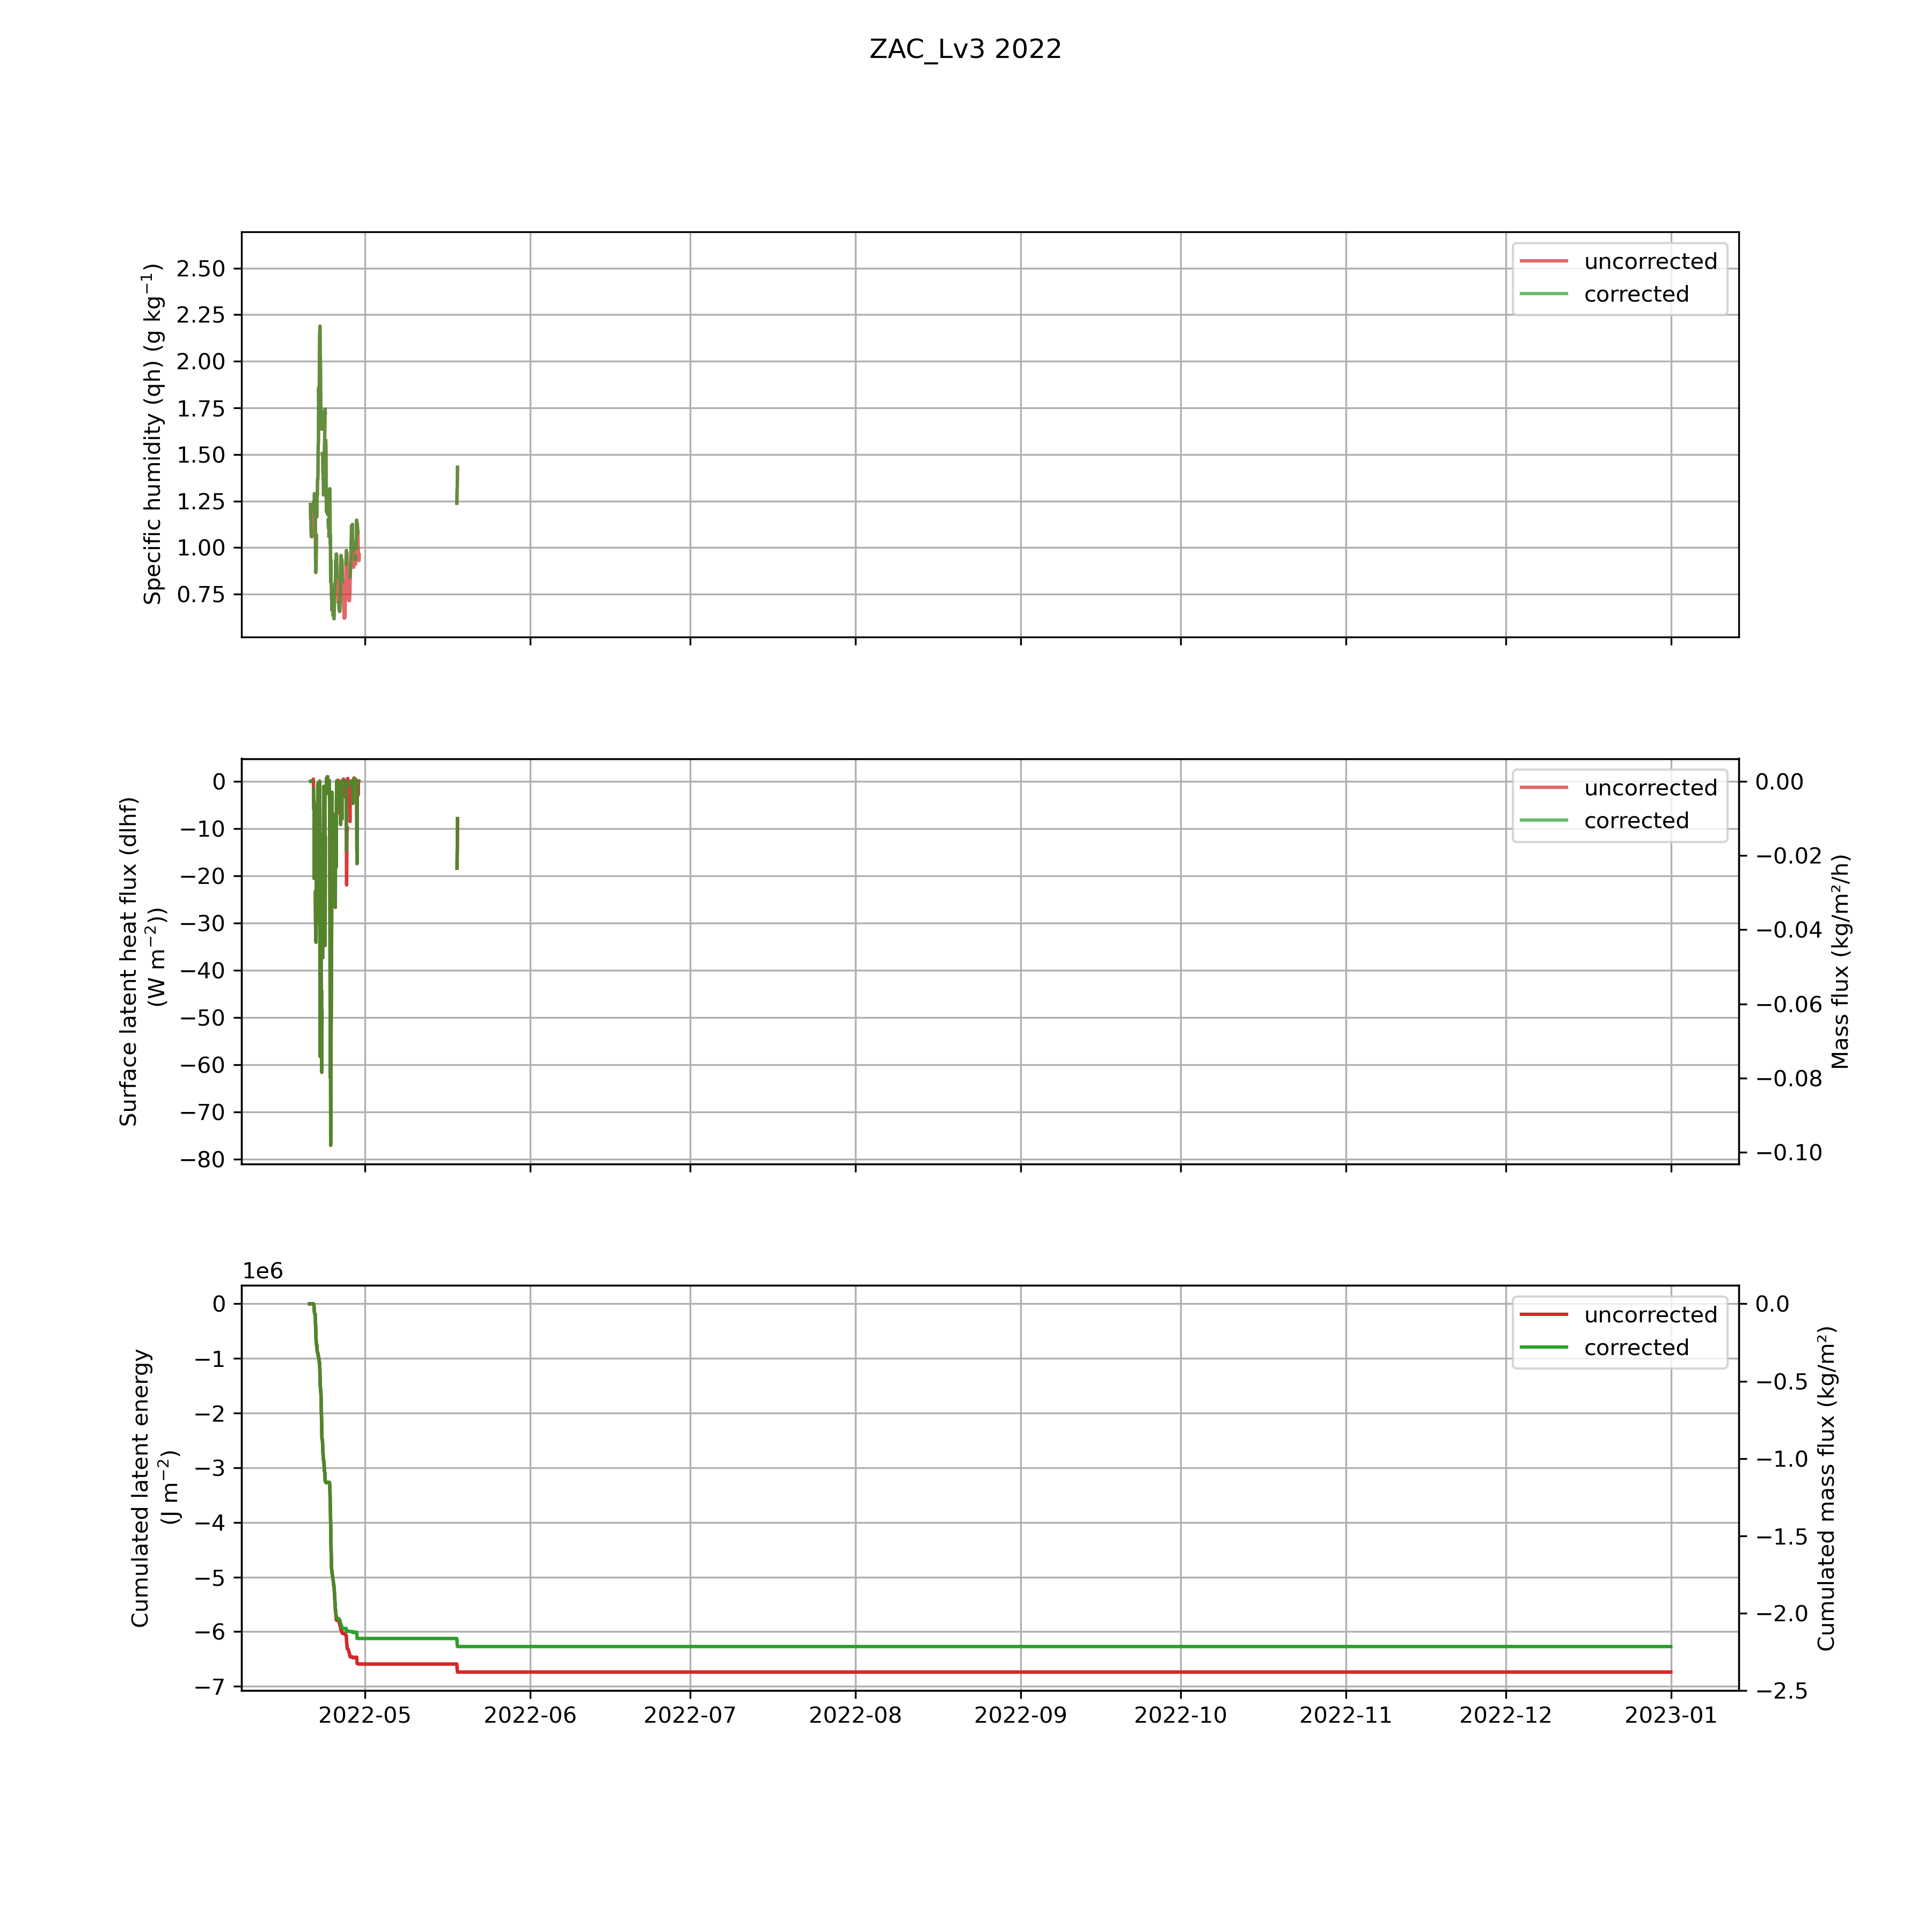 ZAC_Lv3 2022
Specific humidity (qh) (g kg⁻¹)
2.50
2.25
2.00
1.75
1.50
1.25
1.00
0.75
uncorrected
corrected
Surface latent heat flux (dlhf)
(W m⁻²))
0
−10
−20
−30
−40
−50
−60
−70
−80
uncorrected
corrected
0.00
−0.02
−0.04
−0.06
−0.08
−0.10
Mass flux (kg/m²/h)
1e6
Cumulated latent energy
(J m⁻²)
0
−1
−2
−3
−4
−5
−6
−7
uncorrected
corrected
0.0
−0.5
−1.0
−1.5
−2.0
−2.5
Cumulated mass flux (kg/m²)
2022-05 2022-06 2022-07 2022-08 2022-09 2022-10 2022-11 2022-12 2023-01